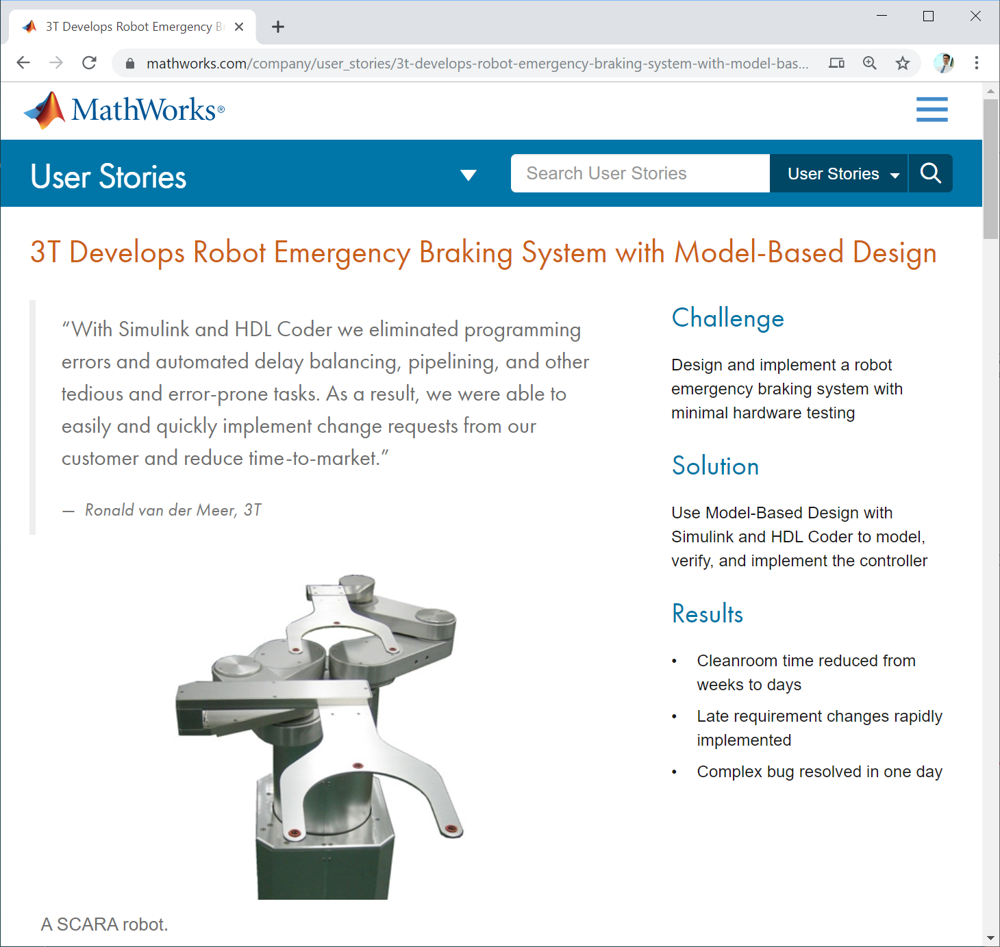 3T Develops Robot Emergency Br
mathworks.com/company/user_stories/3t-develops-robot-emergency-braking-system-with-model-bas...
MathWorks®
User Stories
Search User Stories
User Stories
3T Develops Robot Emergency Braking System with Model-Based Design
“With Simulink and HDL Coder we eliminated programming
errors and automated delay balancing, pipelining, and other
tedious and error-prone tasks. As a result, we were able to
easily and quickly implement change requests from our
customer and reduce time-to-market.”
— Ronald van der Meer, 3T
A SCARA robot.
Challenge
Design and implement a robot
emergency braking system with
minimal hardware testing
Solution
Use Model-Based Design with
Simulink and HDL Coder to model,
verify, and implement the controller
Results
• Cleanroom time reduced from
weeks to days
• Late requirement changes rapidly
implemented
• Complex bug resolved in one day